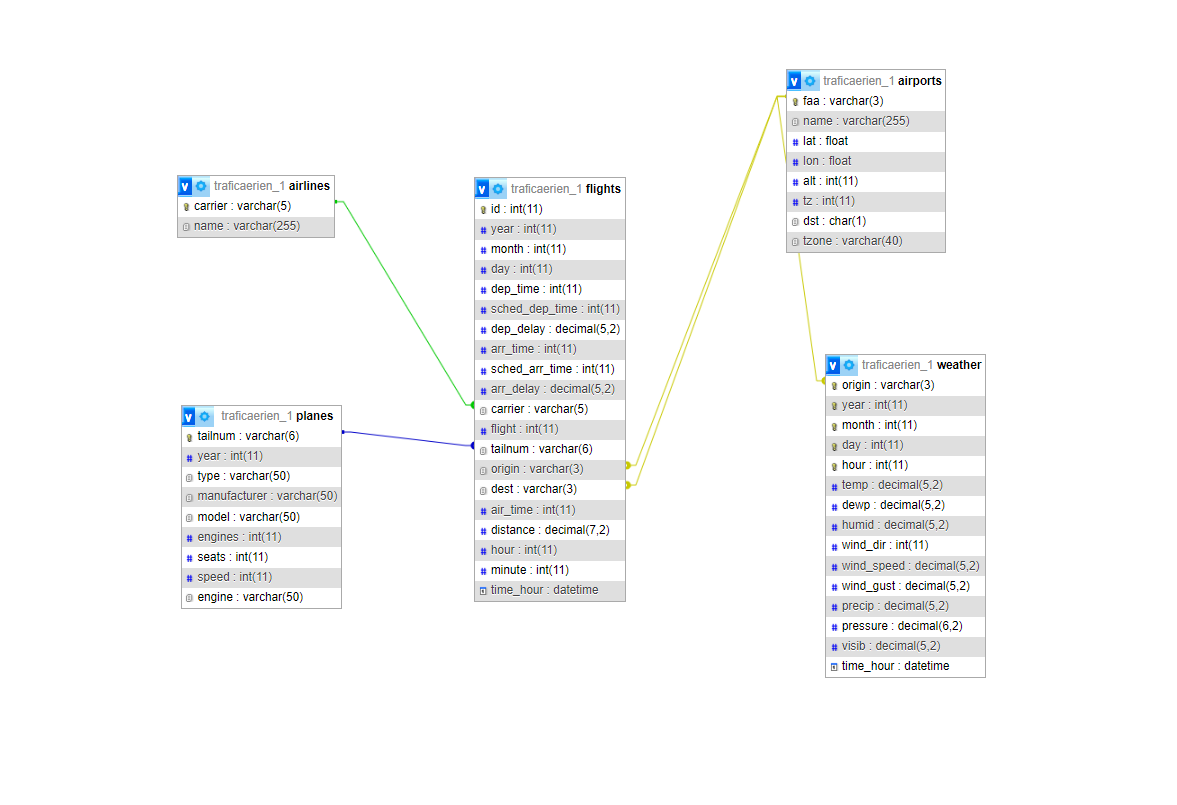 v traficaerien_1 airlines
carrier : varchar(5)
name : varchar(255)
v traficaerien_1 planes
tailnum : varchar(6)
year : int(11)
type : varchar(50)
manufacturer : varchar(50)
model : varchar(50)
engines : int(11)
seats : int(11)
speed : int(11)
engine : varchar(50)
v traficaerien_1 flights
id : int(11)
year : int(11)
month : int(11)
day : int(11)
dep_time : int(11)
sched_dep_time : int(11)
dep_delay : decimal(5,2)
arr_time : int(11)
sched_arr_time : int(11)
arr_delay : decimal(5,2)
carrier : varchar(5)
flight : int(11)
tailnum : varchar(6)
origin : varchar(3)
dest : varchar(3)
air_time : int(11)
distance : decimal(7,2)
hour : int(11)
minute : int(11)
time_hour : datetime
v traficaerien_1 airports
faa : varchar(3)
name : varchar(255)
lat : float
lon : float
alt : int(11)
tz : int(11)
dst : char(1)
tzone : varchar(40)
v traficaerien_1 weather
origin : varchar(3)
year : int(11)
month : int(11)
day : int(11)
hour : int(11)
temp : decimal(5,2)
dewp : decimal(5,2)
humid : decimal(5,2)
wind_dir : int(11)
wind_speed : decimal(5,2)
wind_gust : decimal(5,2)
precip : decimal(5,2)
pressure : decimal(6,2)
visib : decimal(5,2)
time_hour : datetime